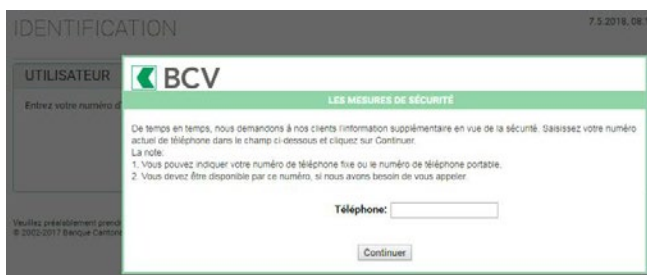 IDENTIFICATION
7.5.2018, 08.
UTILISATEUR
Entrez votre numéro d'
BCV
LES MESURES DE SÉCURITÉ
De temps en temps, nous demandons à nos clients l'information supplémentaire en vue de la sécurité. Saisissez votre numéro
actuel de téléphone dans le champ ci-dessous et cliquez sur Continuer.
La note:
1. Vous pouvez indiquer votre numéro de téléphone fixe ou le numéro de téléphone portable.
2. Vous devez être disponible par ce numéro, si nous avons besoin de vous appeler.
Téléphone:
Continuer
Veuillez préalablement prend
© 2002-2017 Banque Canton